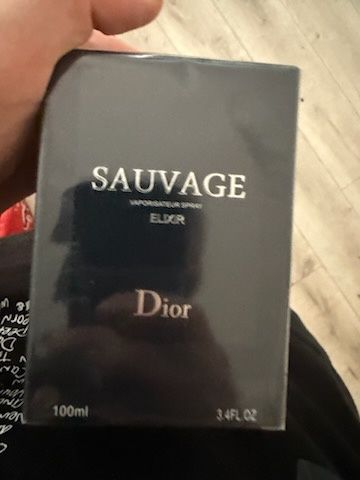 SAUVAGE
VAPORISATEUR SPRAY
ELIXIR
Dior
100ml 3.4FL.OZ